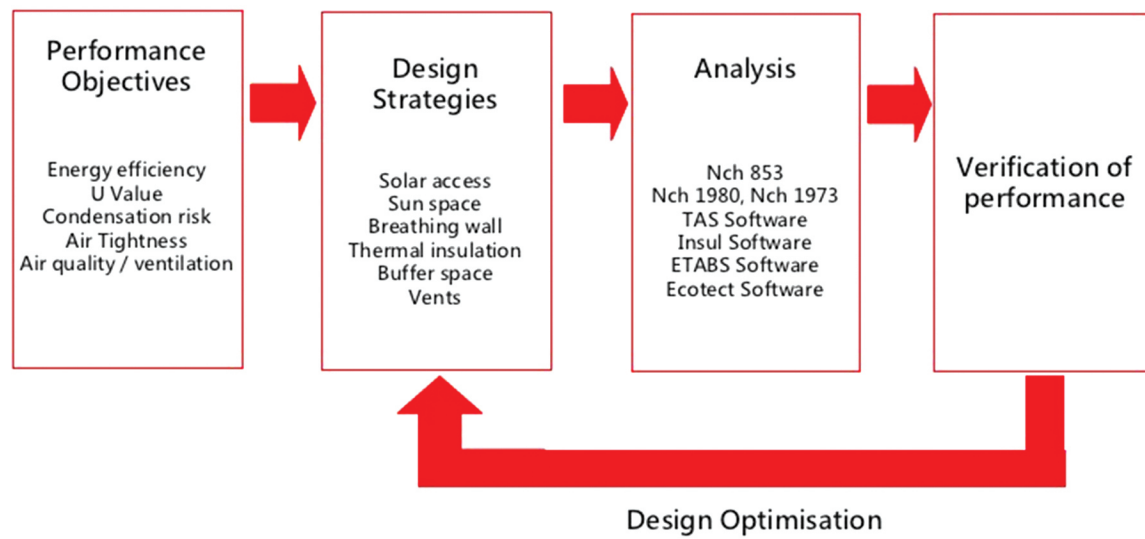 Performance
Objectives
Energy efficiency
U Value
Condensation risk
Air Tightness
Air quality / ventilation
Design
Strategies
Solar access
Sun space
Breathing wall
Thermal insulation
Buffer space
Vents
Analysis
Nch 853
Nch 1980, Nch 1973
TAS Software
Insul Software
ETABS Software
Ecotect Software
Verification of
performance
Design Optimisation